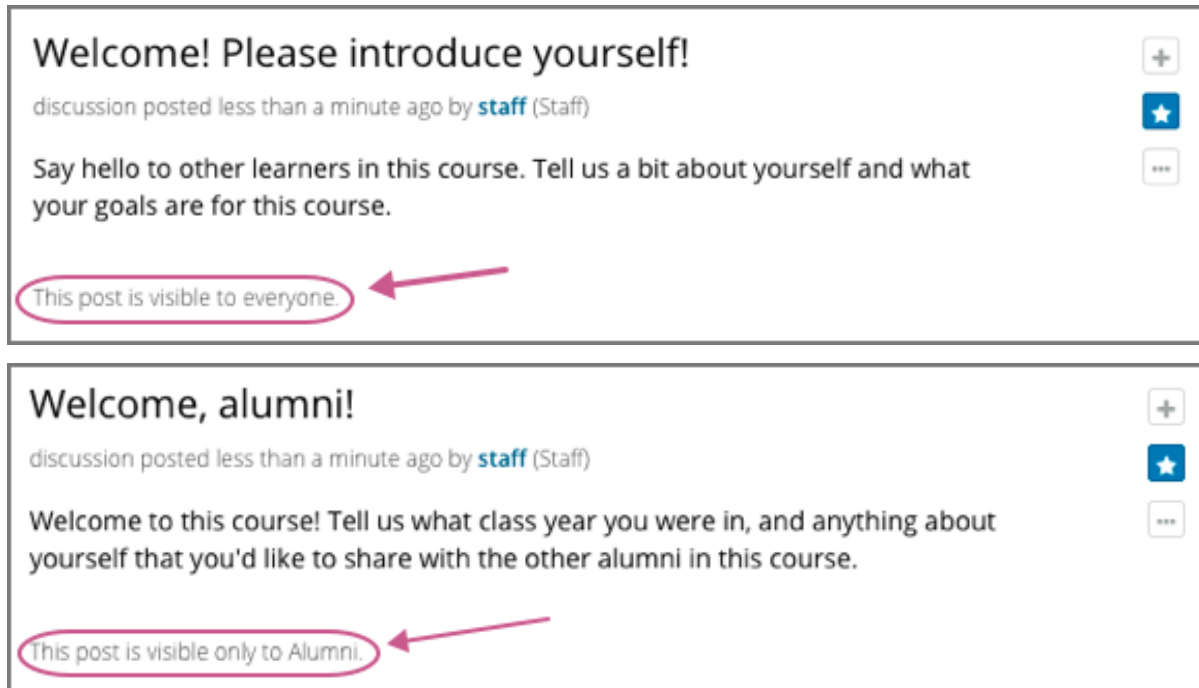 Welcome! Please introduce yourself!
discussion posted less than a minute ago by staff (Staff)
Say hello to other learners in this course. Tell us a bit about yourself and what
your goals are for this course.
This post is visible to everyone.
Welcome, alumni!
discussion posted less than a minute ago by staff (Staff)
Welcome to this course! Tell us what class year you were in, and anything about
yourself that you'd like to share with the other alumni in this course.
This post is visible only to Alumni.